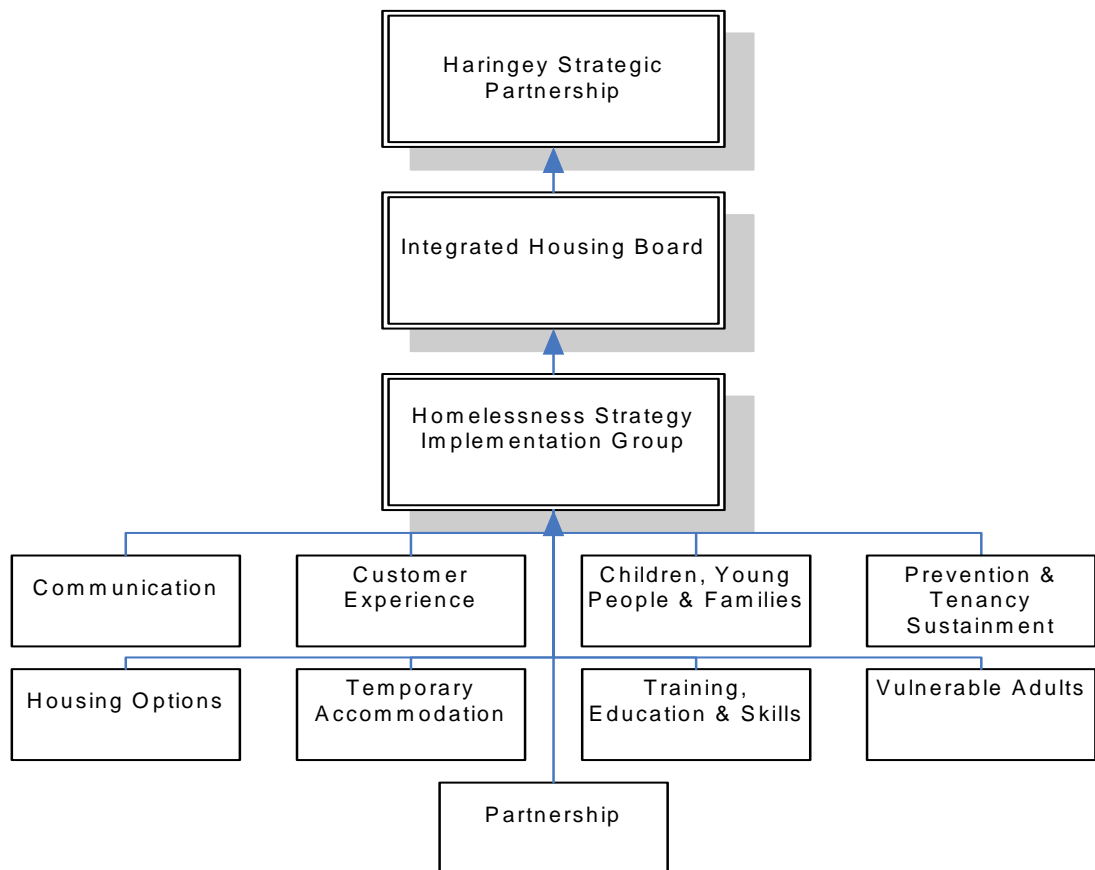 Haringey Strategic
Partnership
Integrated Housing Board
Homelessness Strategy
Implementation Group
Communication
Customer
Experience
Children, Young
People & Families
Prevention &
Tenancy
Sustainment
Housing Options
Temporary
Accommodation
Training,
Education & Skills
Vulnerable Adults
Partnership